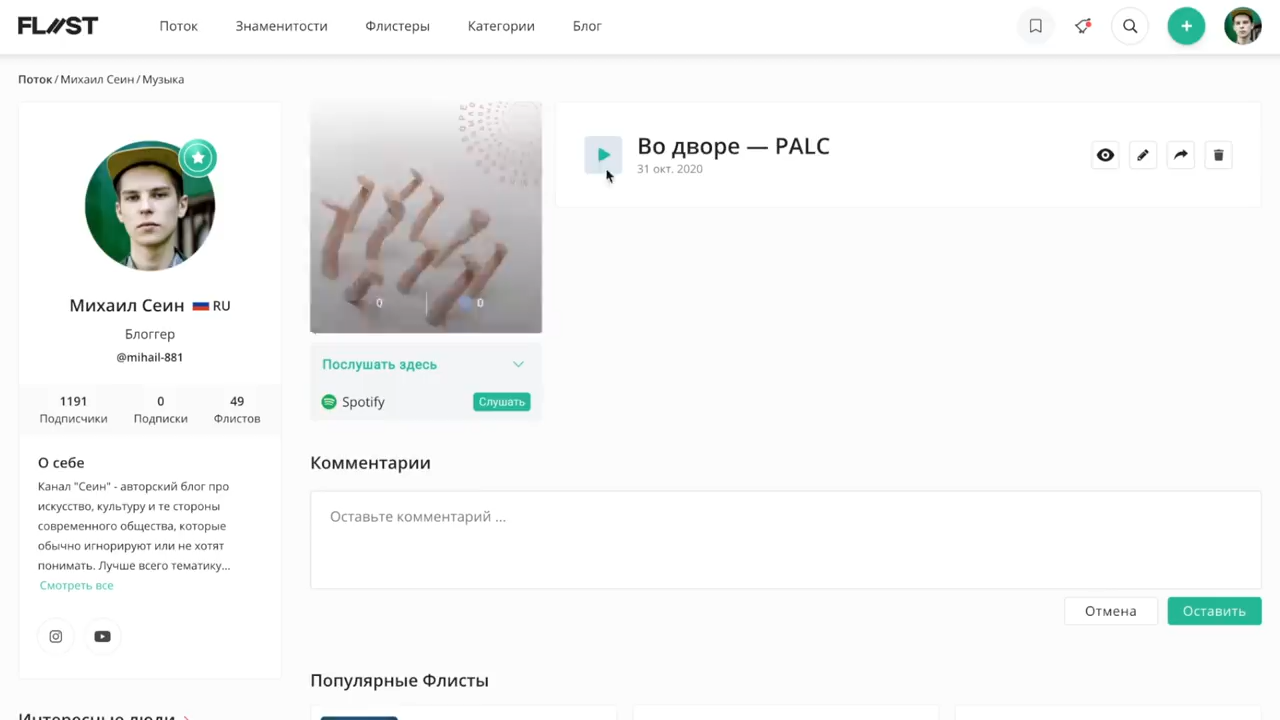 FLIIST
Поток
Знаменитости
Флистеры
Категории
Блог
Поток / Михаил Сеин / Музыка
Во дворе — PALC
31 окт. 2020
0
0
Михаил Сеин RU
Блоггер
@mihail-881
1191
Подписчики
0
Подписки
49
Флистов
Послушать здесь
Spotify
Слушать
О себе
Канал "Сеин" - авторский блог про
искусство, культуру и те стороны
современного общества, которые
обычно игнорируют или не хотят
понимать. Лучше всего тематику...
Смотреть все
Комментарии
Оставьте комментарий ...
Отмена
Оставить
Популярные Флисты
Интересные люди